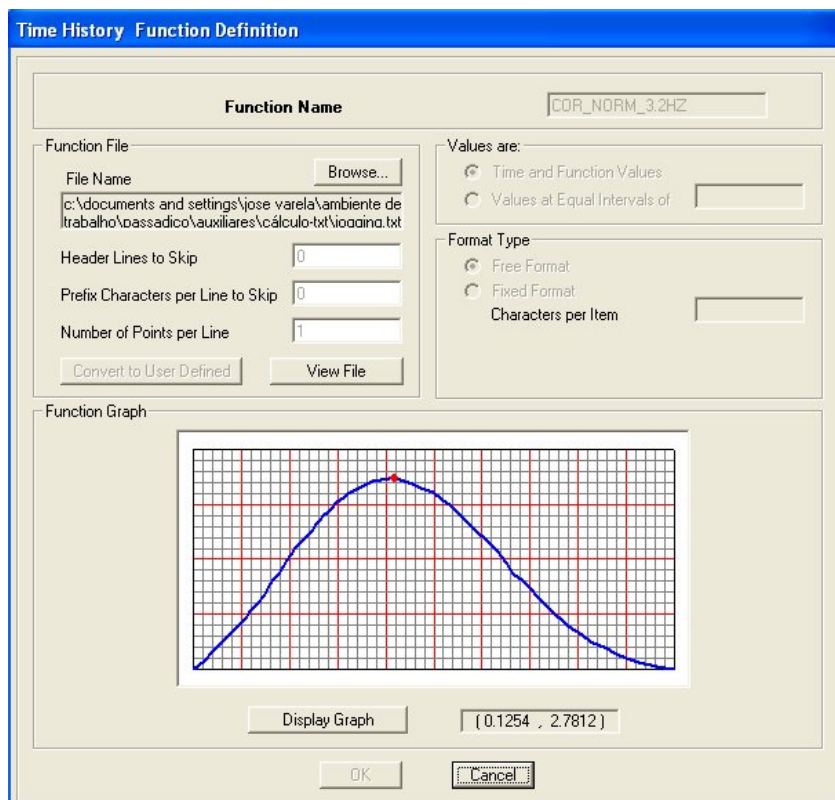 Time History Function Definition
Function Name
COR_NORM_3.2HZ
Function File
File Name
Browse...
c:\documents and settings\jose varela\ambiente de
trabalho\passadico\auxiliares\cálculo-txt\jogging.txt
Header Lines to Skip
0
Prefix Characters per Line to Skip
0
Number of Points per Line
1
Convert to User Defined
View File
Values are:
Time and Function Values
Values at Equal Intervals of
Format Type
Free Format
Fixed Format
Characters per Item
Function Graph
Display Graph
(0.1254 , 2.7812)
OK
Cancel